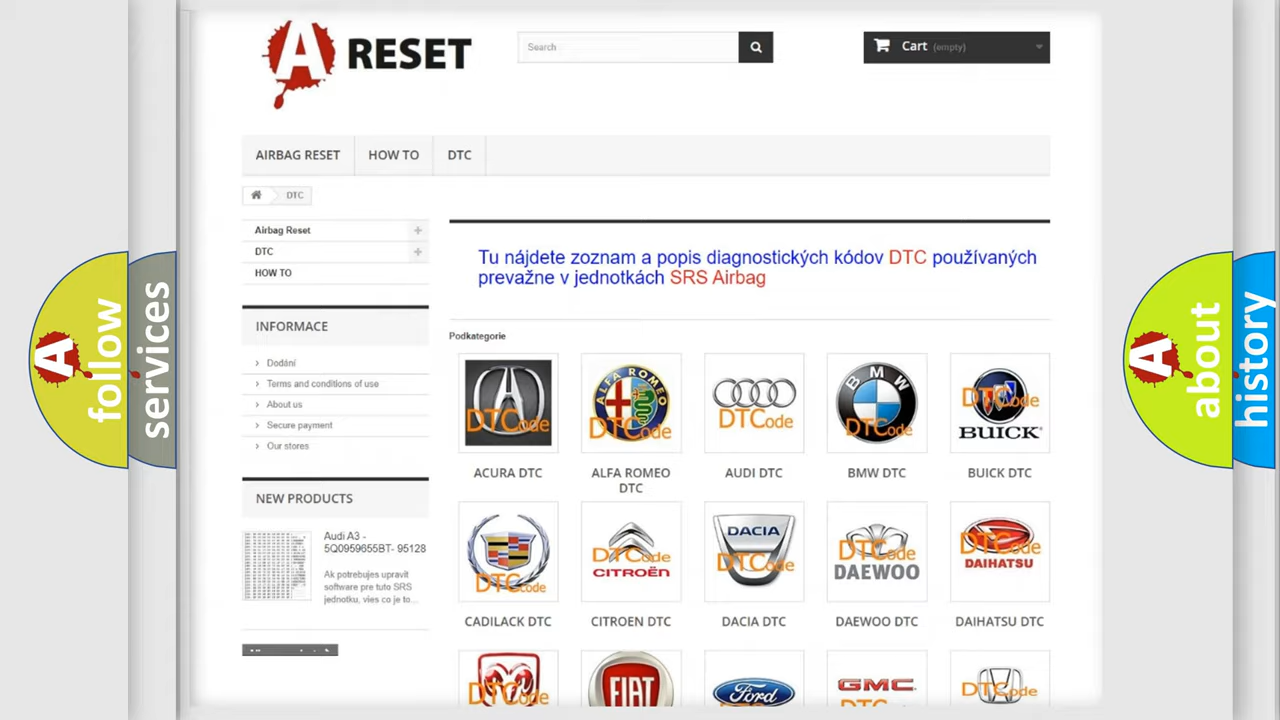 A RESET
Search
Cart (empty)
AIRBAG RESET
HOW TO
DTC
DTC
Airbag Reset
DTC
HOW TO
INFORMACE
Dodání
Terms and conditions of use
About us
Secure payment
Our stores
NEW PRODUCTS
Audi A3 -
5Q0959655BT- 95128
Ak potrebujes upravit
software pre tuto SRS
jednotku, vies co je to...
Tu nájdete zoznam a popis diagnostických kódov DTC používaných
prevažne v jednotkách SRS Airbag
Podkategorie
DTCode
ALFA ROMEO
DTCode
DTCode
BMW
DTCode
DTCode
BUICK
ACURA DTC
ALFA ROMEO
DTC
AUDI DTC
BMW DTC
BUICK DTC
DTCode
DTCode
CITROËN
DACIA
DTCode
DTCode
DAEWOO
DTCode
DAIHATSU
CADILACK DTC
CITROEN DTC
DACIA DTC
DAEWOO DTC
DAIHATSU DTC
DTCode
FIAT
Ford
GMC
DTCode
A follow
services
A about
history